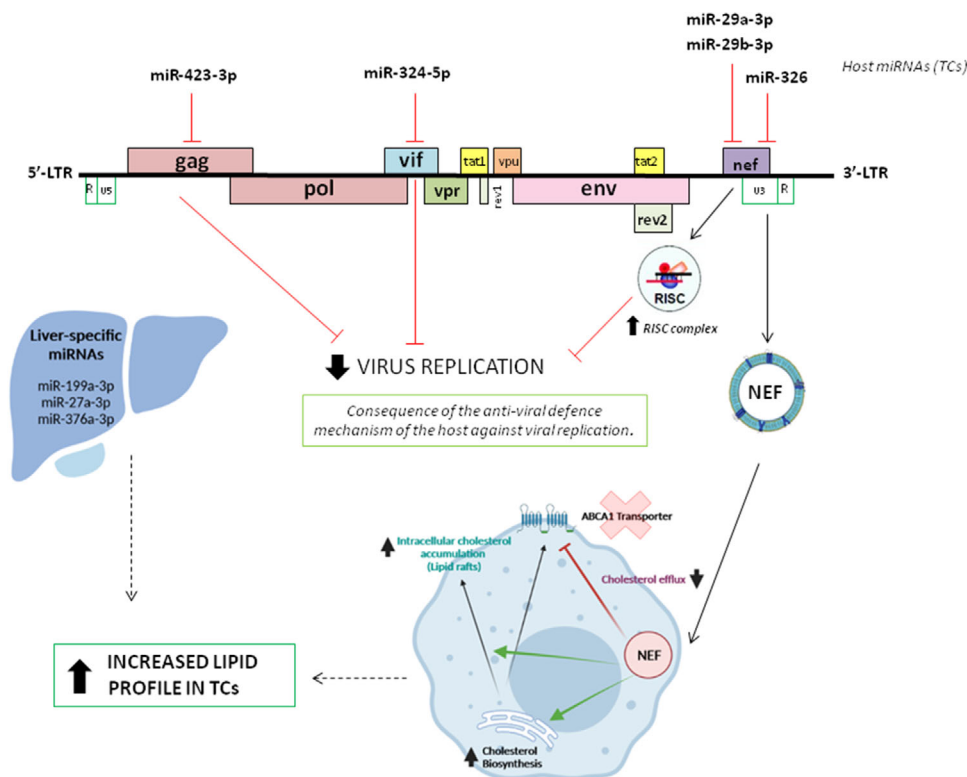 miR-29a-3p
miR-29b-3p
miR-423-3p
miR-324-5p
miR-326
Host miRNAs (TCs)
gag
vif
tat1
vpu
tat2
nef
5’-LTR
3’-LTR
R
U5
pol
vpr
rev1
env
rev2
U3
R
RISC
RISC complex
Liver-specific
miRNAs
miR-199a-3p
miR-27a-3p
miR-376a-3p
VIRUS REPLICATION
Consequence of the anti-viral defence
mechanism of the host against viral replication.
NEF
ABCA1 Transporter
Intracellular cholesterol
accumulation
(Lipid rafts)
Cholesterol efflux
NEF
INCREASED LIPID
PROFILE IN TCs
Cholesterol
Biosynthesis